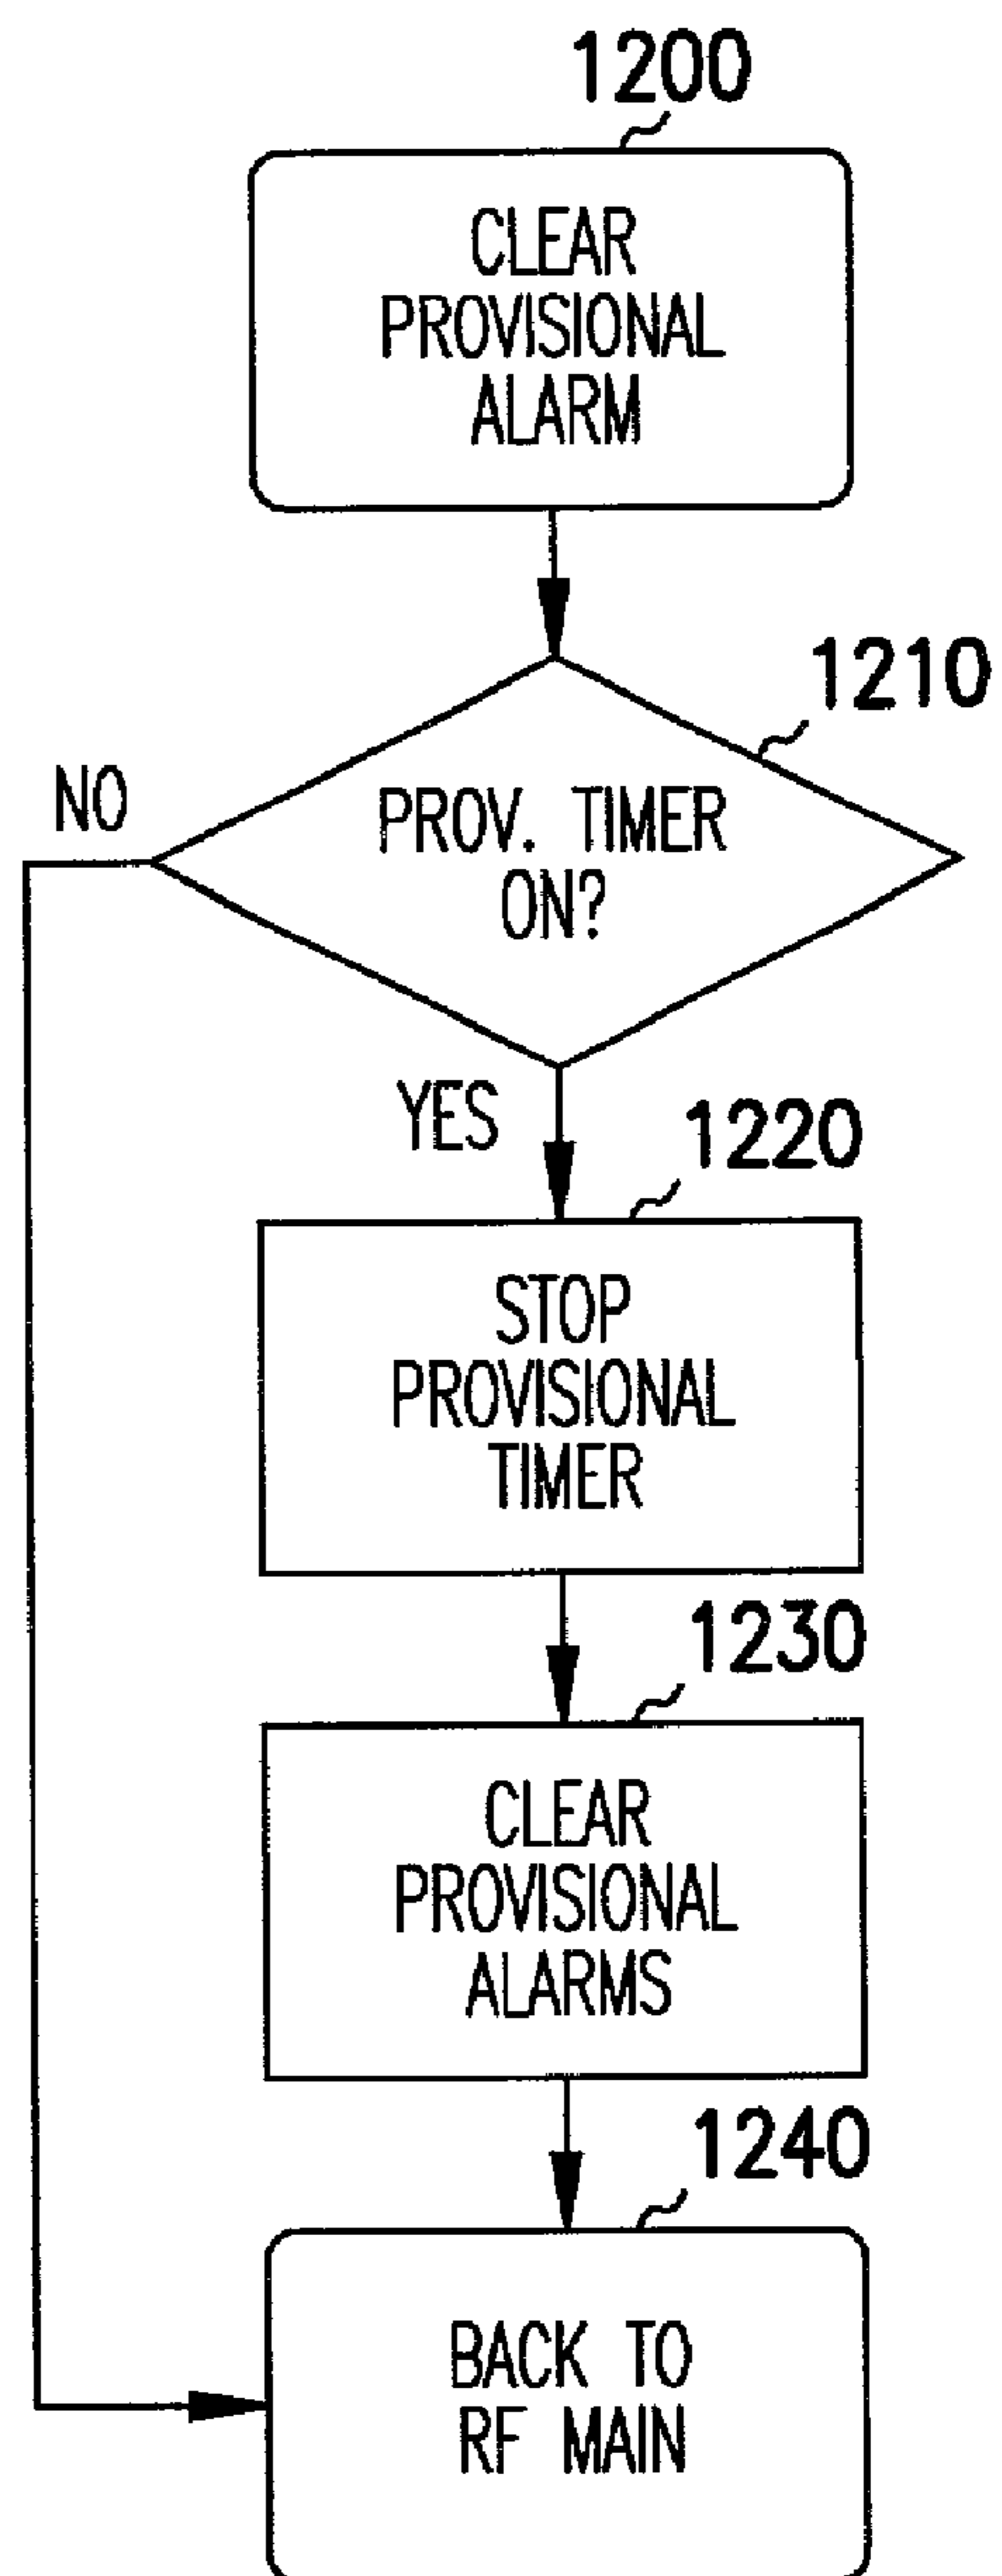 1200
CLEAR
PROVISIONAL
ALARM
1210
NO
PROV. TIMER
ON?
YES
1220
STOP
PROVISIONAL
TIMER
1230
CLEAR
PROVISIONAL
ALARMS
1240
BACK TO
RF MAIN